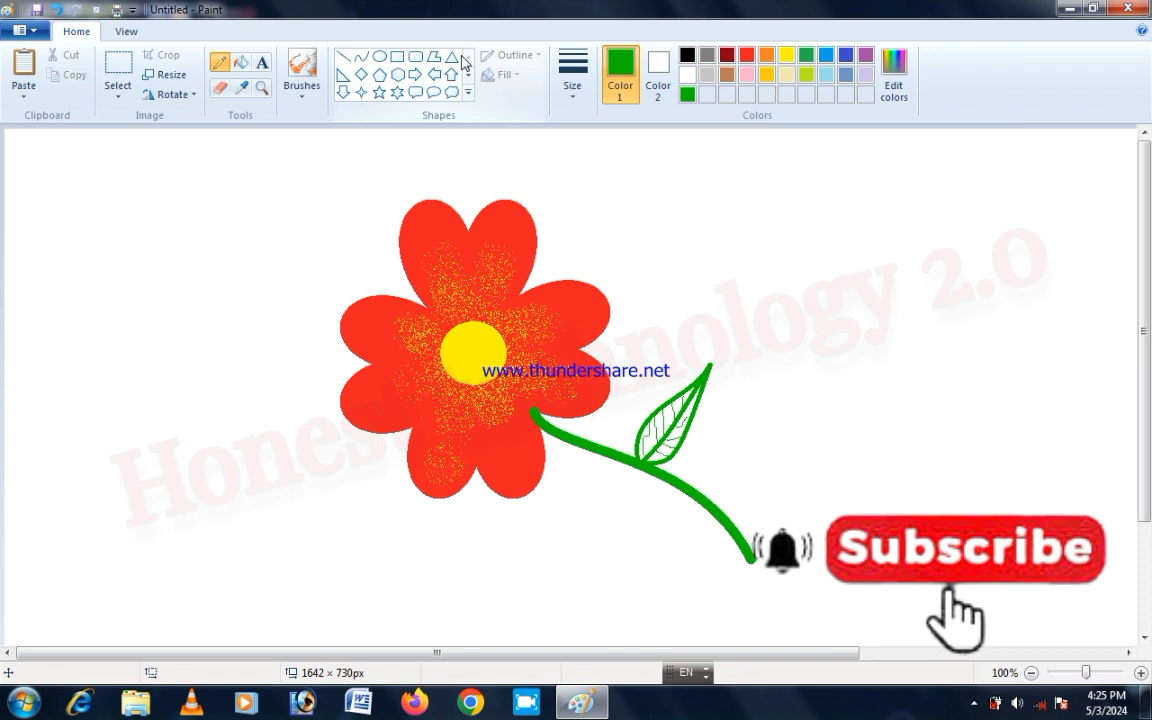 Untitled - Paint
Home View
Paste
Cut
Copy
Clipboard
Select
Crop
Resize
Rotate
Image
A
Tools
Brushes
Shapes
Outline
Fill
Size
Color 1
Color 2
Edit colors
Colors
www.thundershare.net
Subscribe
1642 × 730px
EN
100%
4:25 PM
5/3/2024